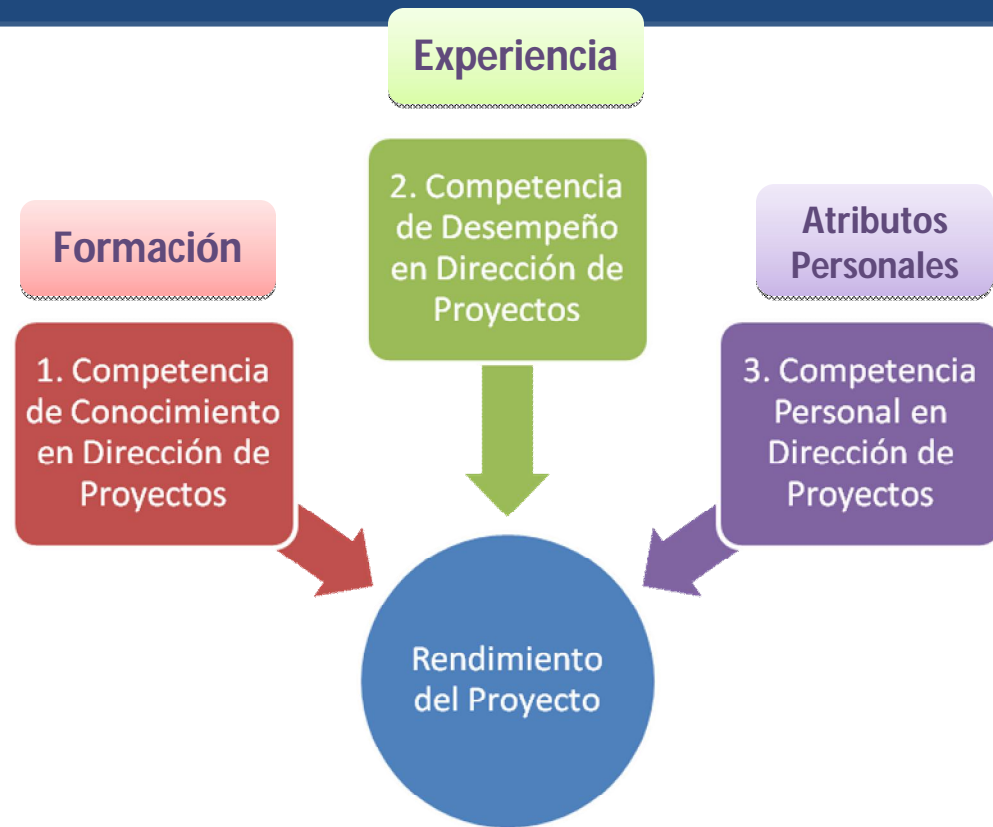 Experiencia
2. Competencia
de Desempeño
en Dirección de
Proyectos
Formación
1. Competencia
de Conocimiento
en Dirección de
Proyectos
Atributos
Personales
3. Competencia
Personal en
Dirección de
Proyectos
Rendimiento
del Proyecto